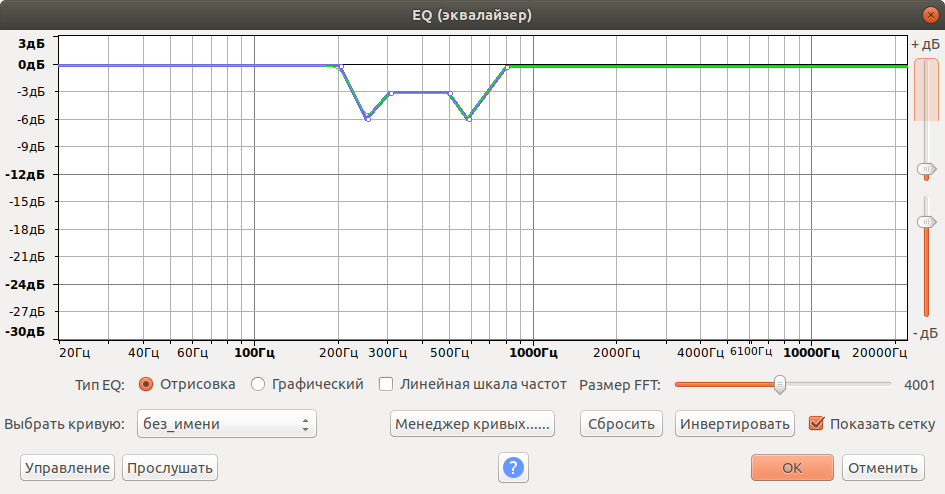 EQ (эквалайзер)
3дБ
0дБ
-3дБ
-6дБ
-9дБ
-12дБ
-15дБ
-18дБ
-21дБ
-24дБ
-27дБ
-30дБ
+ дБ
- дБ
20Гц 40Гц 60Гц 100Гц 200Гц 300Гц 500Гц 1000Гц 2000Гц 4000Гц 6100Гц 10000Гц 20000Гц
Тип EQ: Отрисовка Графический Линейная шкала частот Размер FFT: 4001
Выбрать кривую: без_имени Менеджер кривых...... Сбросить Инвертировать Показать сетку
Управление Прослушать ? OK Отменить